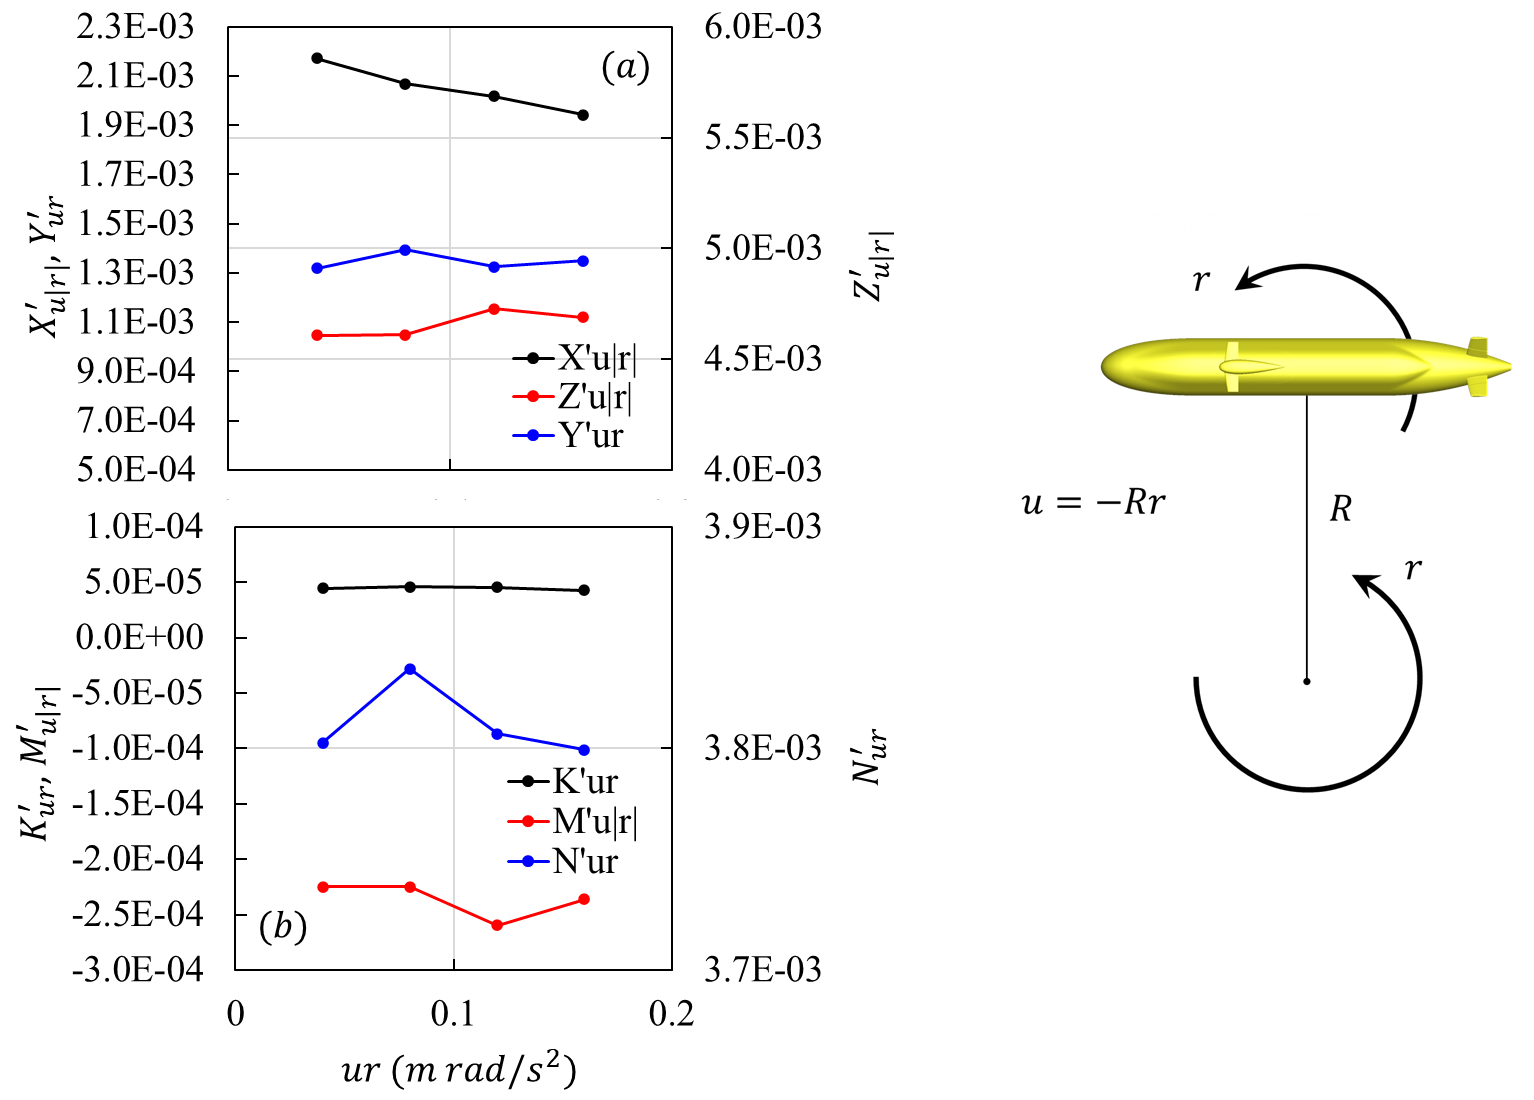 2.3E-03
2.1E-03
1.9E-03
1.7E-03
1.5E-03
1.3E-03
1.1E-03
9.0E-04
7.0E-04
5.0E-04
X′u|r|, Y′ur
(a)
X'u|r|
Z'u|r|
Y'ur
6.0E-03
5.5E-03
5.0E-03
4.5E-03
4.0E-03
Z′u|r|
1.0E-04
5.0E-05
0.0E+00
-5.0E-05
-1.0E-04
-1.5E-04
-2.0E-04
-2.5E-04
-3.0E-04
K′ur, M′u|r|
K'ur
M'u|r|
N'ur
(b)
3.9E-03
3.8E-03
3.7E-03
N′ur
0 0.1 0.2
ur (m rad/s²)
r
u = −Rr
R
r